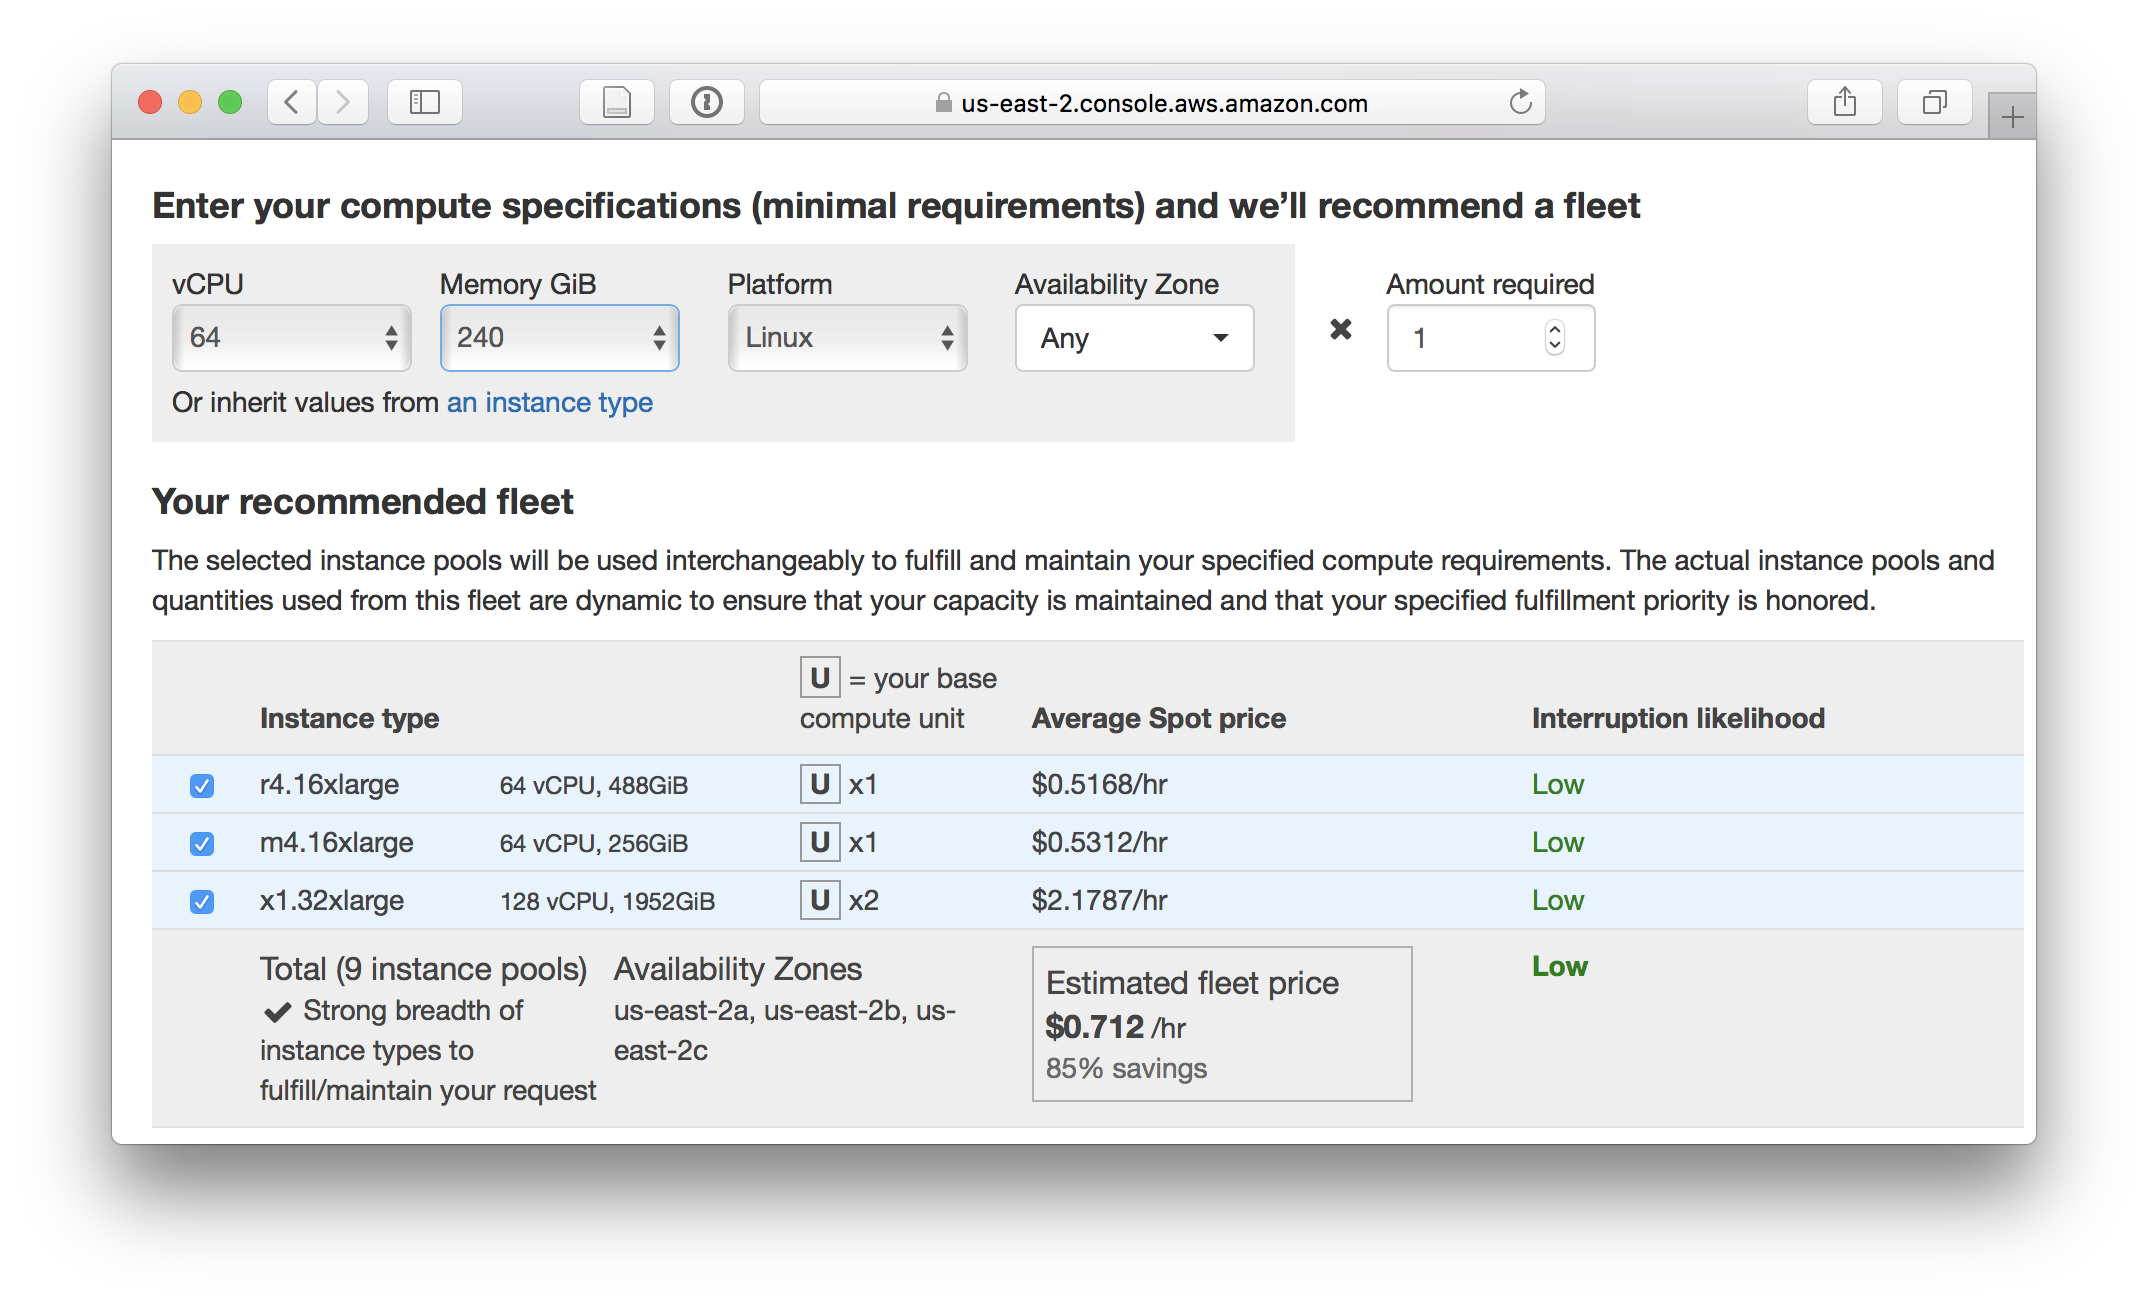 us-east-2.console.aws.amazon.com
Enter your compute specifications (minimal requirements) and we’ll recommend a fleet
vCPU Memory GiB Platform Availability Zone Amount required
64 240 Linux Any 1
Or inherit values from an instance type
Your recommended fleet
The selected instance pools will be used interchangeably to fulfill and maintain your specified compute requirements. The actual instance pools and
quantities used from this fleet are dynamic to ensure that your capacity is maintained and that your specified fulfillment priority is honored.
U = your base
Instance type compute unit Average Spot price Interruption likelihood
r4.16xlarge 64 vCPU, 488GiB U x1 $0.5168/hr Low
m4.16xlarge 64 vCPU, 256GiB U x1 $0.5312/hr Low
x1.32xlarge 128 vCPU, 1952GiB U x2 $2.1787/hr Low
Total (9 instance pools)
Strong breadth of
instance types to
fulfill/maintain your request
Availability Zones
us-east-2a, us-east-2b, us-
east-2c
Estimated fleet price
$0.712 /hr
85% savings
Low